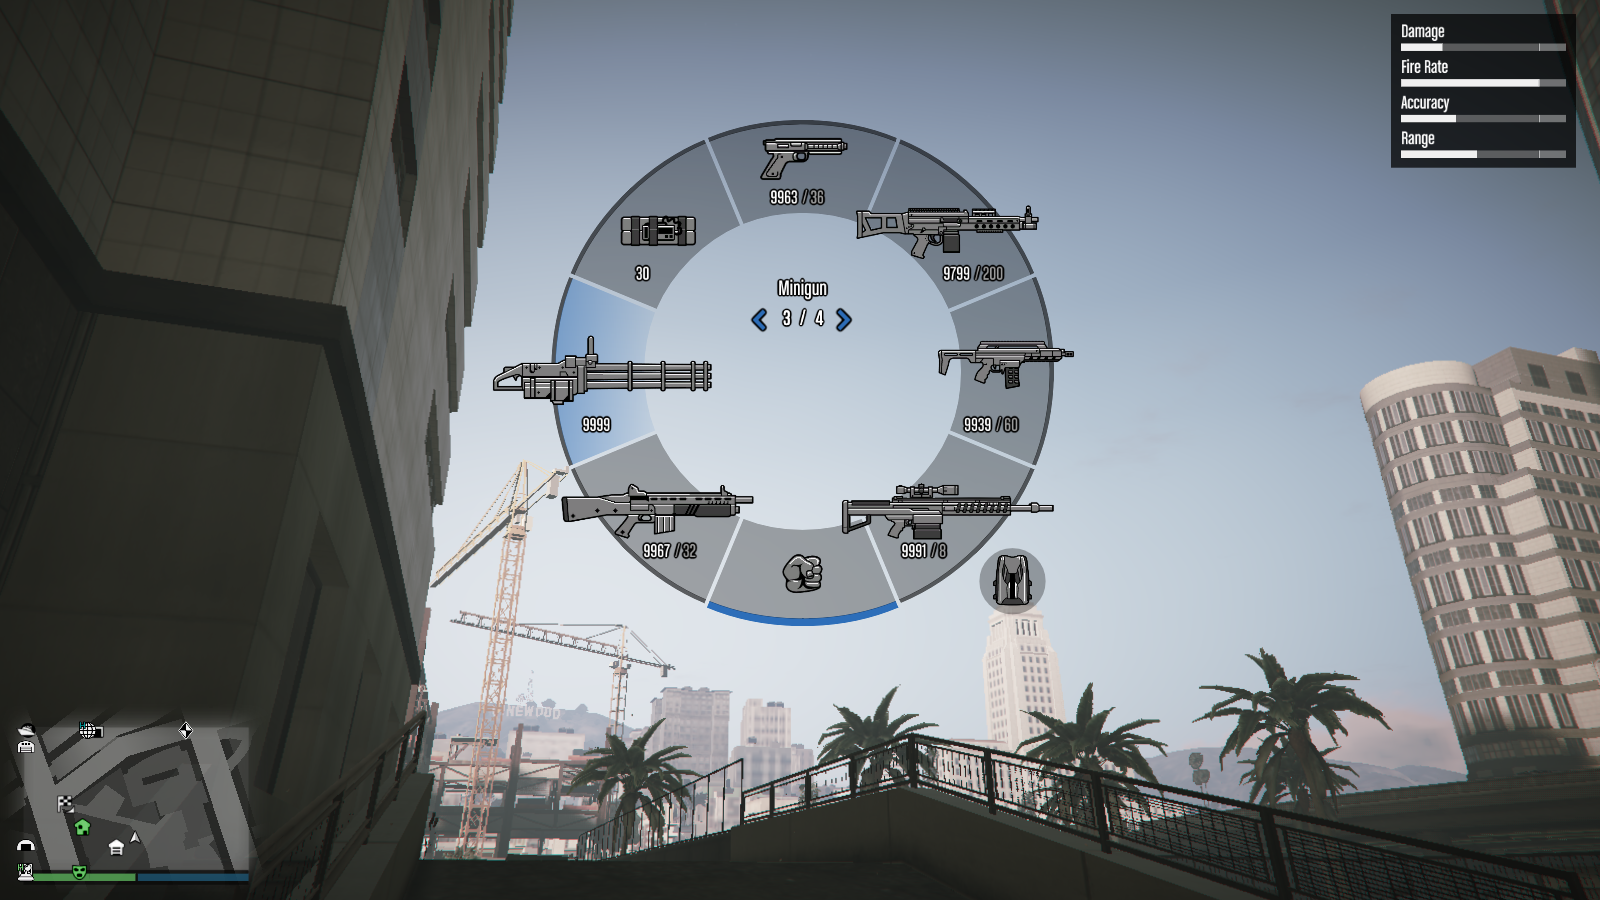 Damage
Fire Rate
Accuracy
Range
9963 / 36
30
9799 / 200
Minigun
3 / 4
9999
9939 / 60
9967 / 32
9991 / 8
NEWOOD